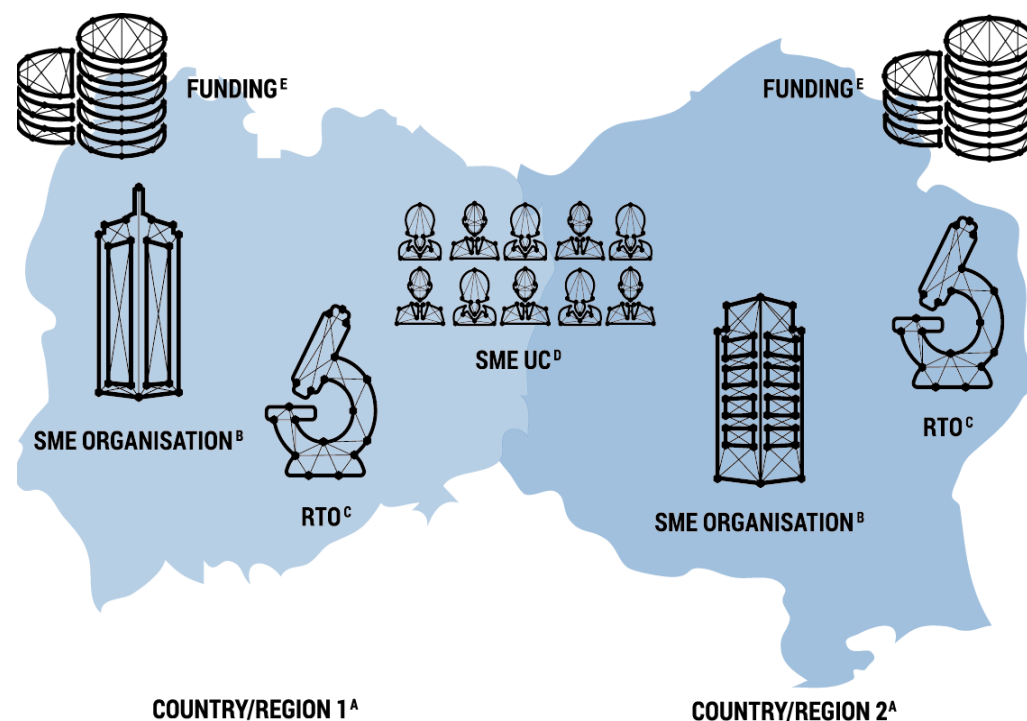 FUNDING^E
FUNDING^E
SME UC^D
SME ORGANISATION^B
RTO^C
RTO^C
SME ORGANISATION^B
COUNTRY/REGION 1^A
COUNTRY/REGION 2^A